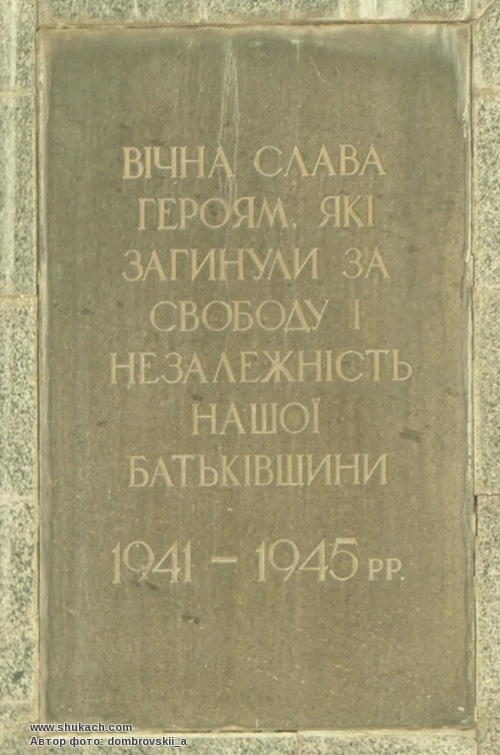 ВІЧНА СЛАВА
ГЕРОЯМ, ЯКІ
ЗАГИНУЛИ ЗА
СВОБОДУ І
НЕЗАЛЕЖНІСТЬ
НАШОЇ
БАТЬКІВЩИНИ
1941 – 1945 РР.
www.shukach.com
Автор фото: dombrovskii_a